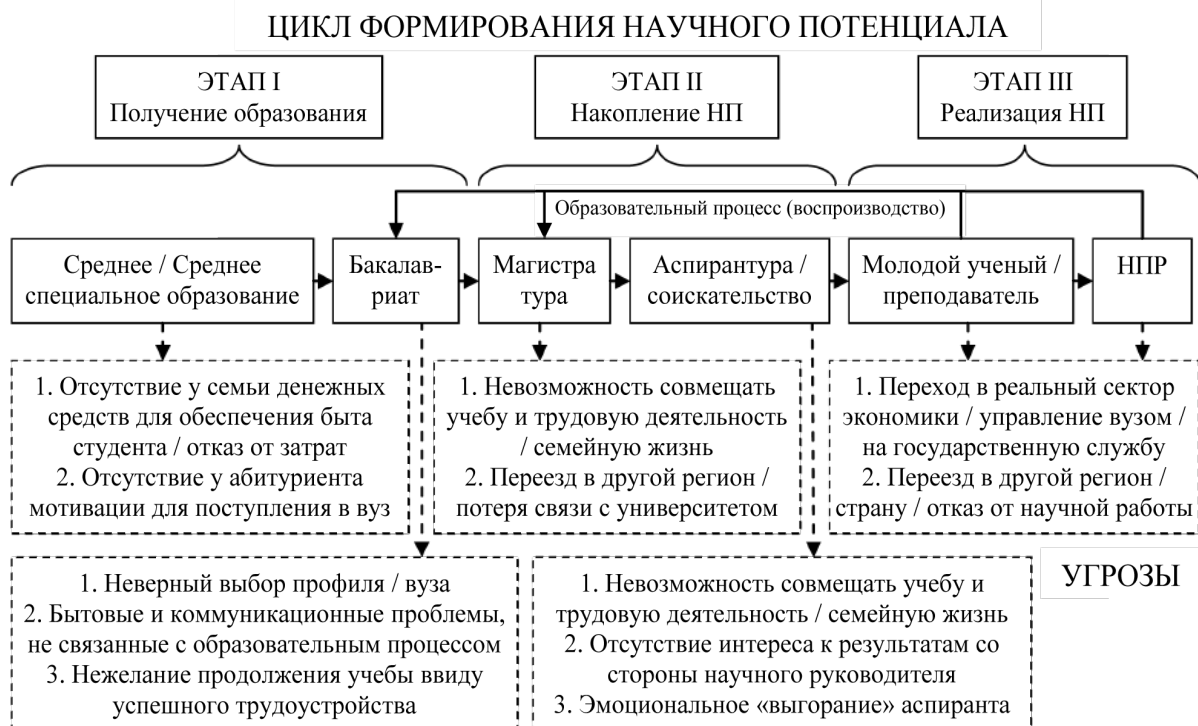 ЦИКЛ ФОРМИРОВАНИЯ НАУЧНОГО ПОТЕНЦИАЛА
ЭТАП I
Получение образования
ЭТАП II
Накопление НП
ЭТАП III
Реализация НП
Образовательный процесс (воспроизводство)
Среднее / Среднее
специальное образование
Бакалав-
риат
Магистра
тура
Аспирантура /
соискательство
Молодой ученый /
преподаватель
НПР
1. Отсутствие у семьи денежных
средств для обеспечения быта
студента / отказ от затрат
2. Отсутствие у абитуриента
мотивации для поступления в вуз
1. Невозможность совмещать
учебу и трудовую деятельность
/ семейную жизнь
2. Переезд в другой регион /
потеря связи с университетом
1. Переход в реальный сектор
экономики / управление вузом /
на государственную службу
2. Переезд в другой регион /
страну / отказ от научной работы
1. Неверный выбор профиля / вуза
2. Бытовые и коммуникационные проблемы,
не связанные с образовательным процессом
3. Нежелание продолжения учебы ввиду
успешного трудоустройства
1. Невозможность совмещать учебу и
трудовую деятельность / семейную жизнь
2. Отсутствие интереса к результатам со
стороны научного руководителя
3. Эмоциональное «выгорание» аспиранта
УГРОЗЫ